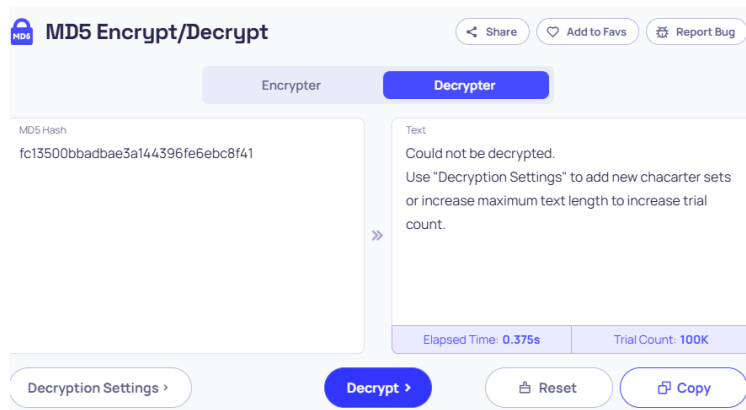 MD5
MD5 Encrypt/Decrypt
Share
Add to Favs
Report Bug
Encrypter
Decrypter
MD5 Hash
fc13500bbadbae3a144396fe6ebc8f41
Text
Could not be decrypted.
Use "Decryption Settings" to add new chacarter sets
or increase maximum text length to increase trial
count.
Elapsed Time: 0.375s
Trial Count: 100K
Decryption Settings >
Decrypt >
Reset
Copy